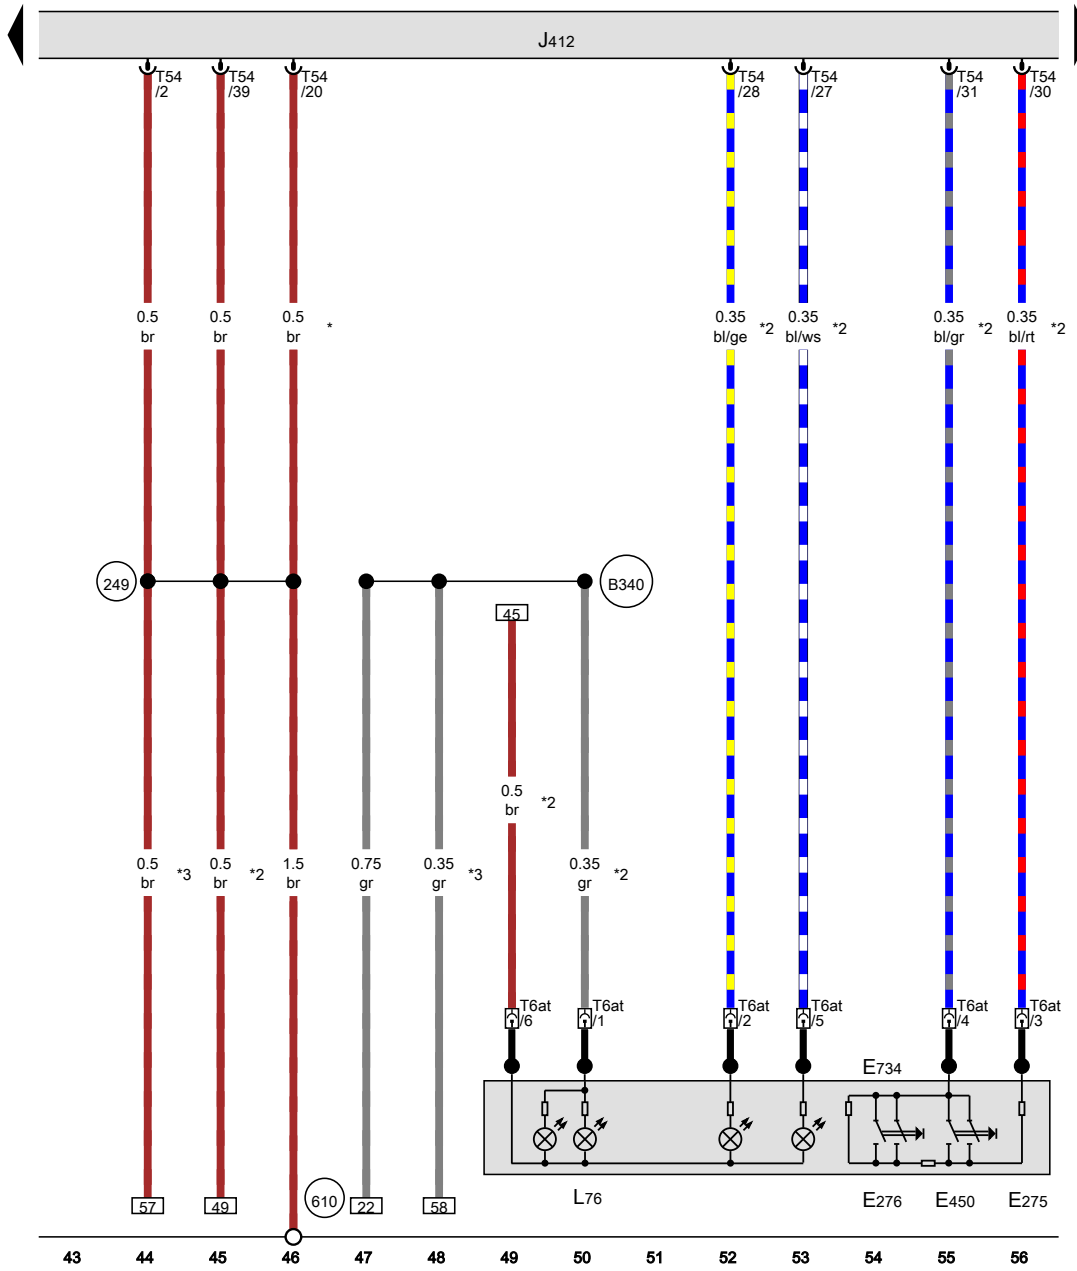 J412
T54 T54 T54 T54 T54 T54 T54
/2 /39 /20 /28 /27 /31 /30
0.5 0.5 0.5 0.35 0.35 0.35 0.35
br br br * bl/ge *2 bl/ws *2 bl/gr *2 bl/rt *2
249 B340
45
0.5
br *2
0.5 0.5 1.5 0.75 0.35 0.35
br *3 br *2 br gr gr *3 gr *2
T6at T6at T6at T6at T6at T6at
/6 /1 /2 /5 /4 /3
E734
57 49 610 22 58 L76 E276 E450 E275
43 44 45 46 47 48 49 50 51 52 53 54 55 56